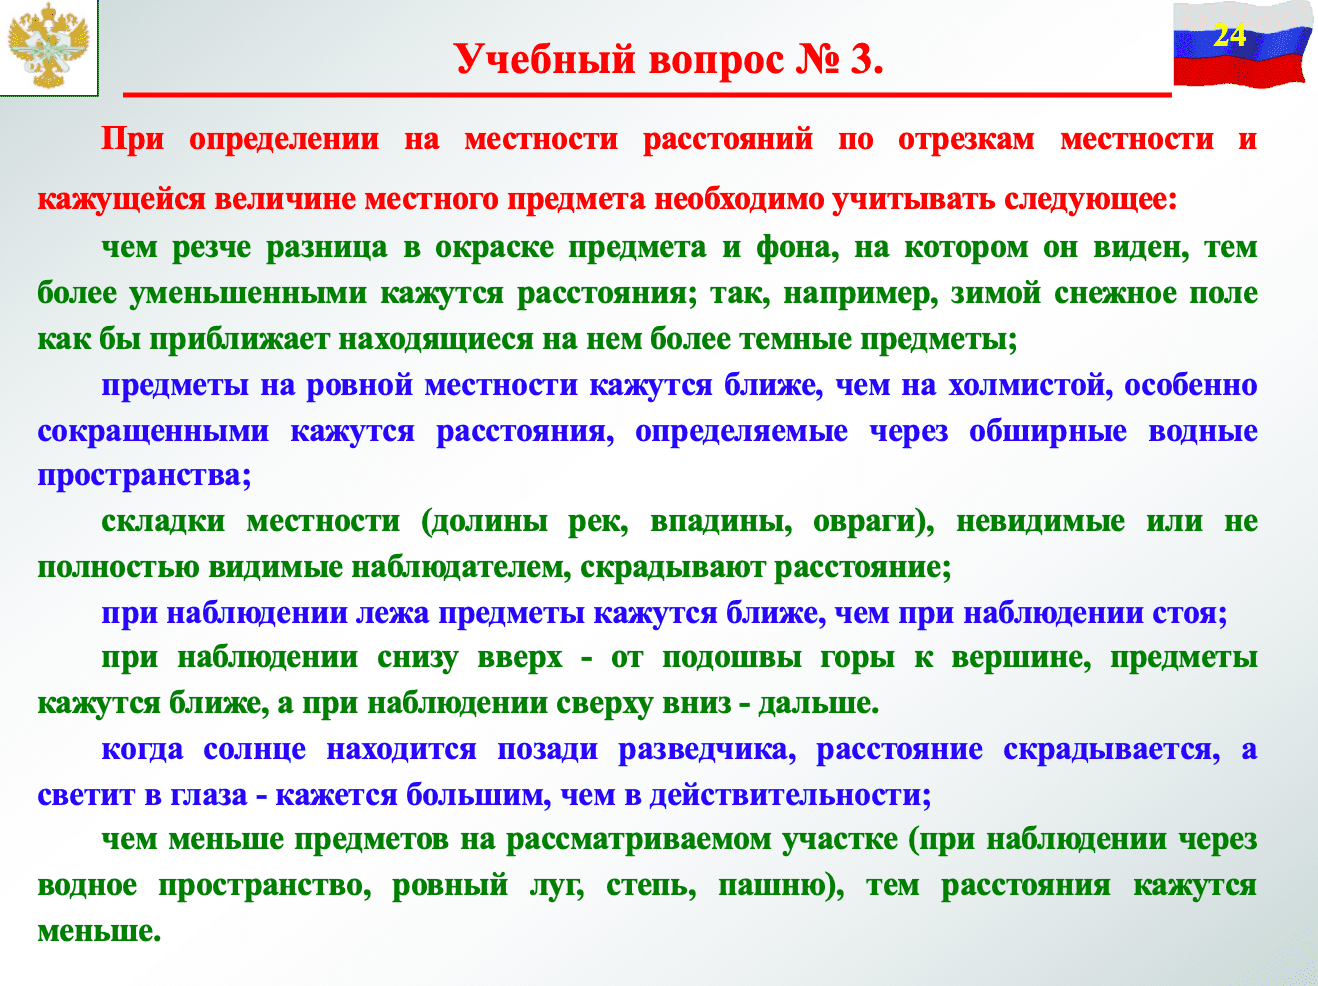 24
Учебный вопрос № 3.
При определении на местности расстояний по отрезкам местности и
кажущейся величине местного предмета необходимо учитывать следующее:
чем резче разница в окраске предмета и фона, на котором он виден, тем
более уменьшенными кажутся расстояния; так, например, зимой снежное поле
как бы приближает находящиеся на нем более темные предметы;
предметы на ровной местности кажутся ближе, чем на холмистой, особенно
сокращенными кажутся расстояния, определяемые через обширные водные
пространства;
складки местности (долины рек, впадины, овраги), невидимые или не
полностью видимые наблюдателем, скрадывают расстояние;
при наблюдении лежа предметы кажутся ближе, чем при наблюдении стоя;
при наблюдении снизу вверх - от подошвы горы к вершине, предметы
кажутся ближе, а при наблюдении сверху вниз - дальше.
когда солнце находится позади разведчика, расстояние скрадывается, а
светит в глаза - кажется большим, чем в действительности;
чем меньше предметов на рассматриваемом участке (при наблюдении через
водное пространство, ровный луг, степь, пашню), тем расстояния кажутся
меньше.